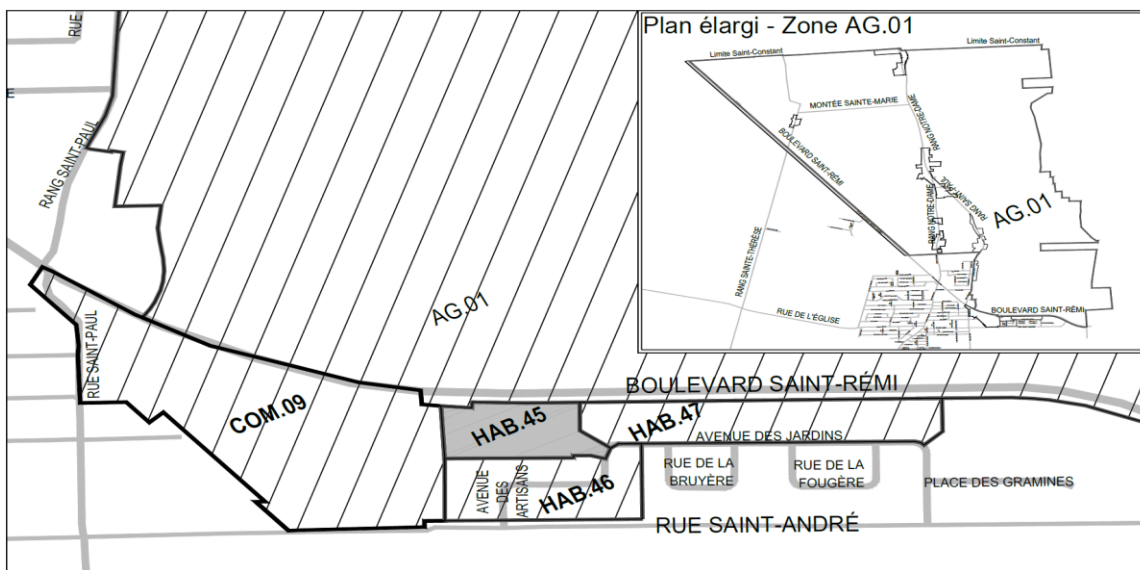 RUE
E
RANG SAINT-PAUL
RUE SAINT-PAUL
AG.01
COM.09
HAB.45
HAB.47
HAB.46
BOULEVARD SAINT-RÉMI
AVENUE DES JARDINS
AVENUE
DES
ARTISANS
RUE DE LA
BRUYÈRE
RUE DE LA
FOUGÈRE
PLACE DES GRAMINES
RUE SAINT-ANDRÉ
Plan élargi - Zone AG.01
Limite Saint-Constant
Limite Saint-Constant
MONTÉE SAINTE-MARIE
RANG NOTRE-DAME
BOULEVARD SAINT-RÉMI
RANG NOTRE-DAME
RANG SAINT-PAUL
AG.01
RANG SAINTE-THÉRÈSE
RUE DE L'ÉGLISE
BOULEVARD SAINT-RÉMI